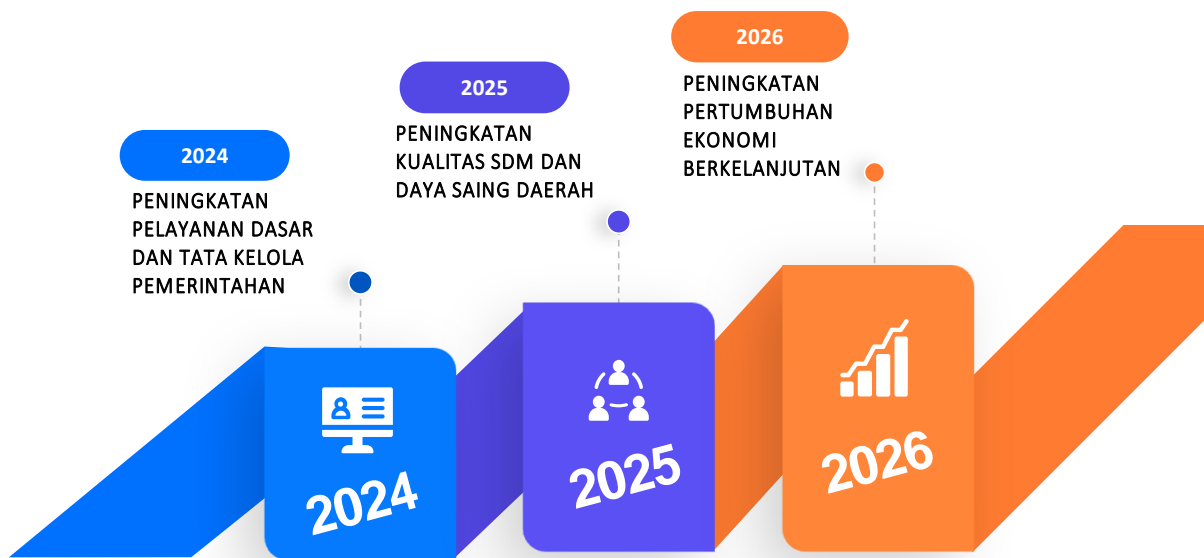 2024
PENINGKATAN
PELAYANAN DASAR
DAN TATA KELOLA
PEMERINTAHAN
2025
PENINGKATAN
KUALITAS SDM DAN
DAYA SAING DAERAH
2026
PENINGKATAN
PERTUMBUHAN
EKONOMI
BERKELANJUTAN
2024
2025
2026